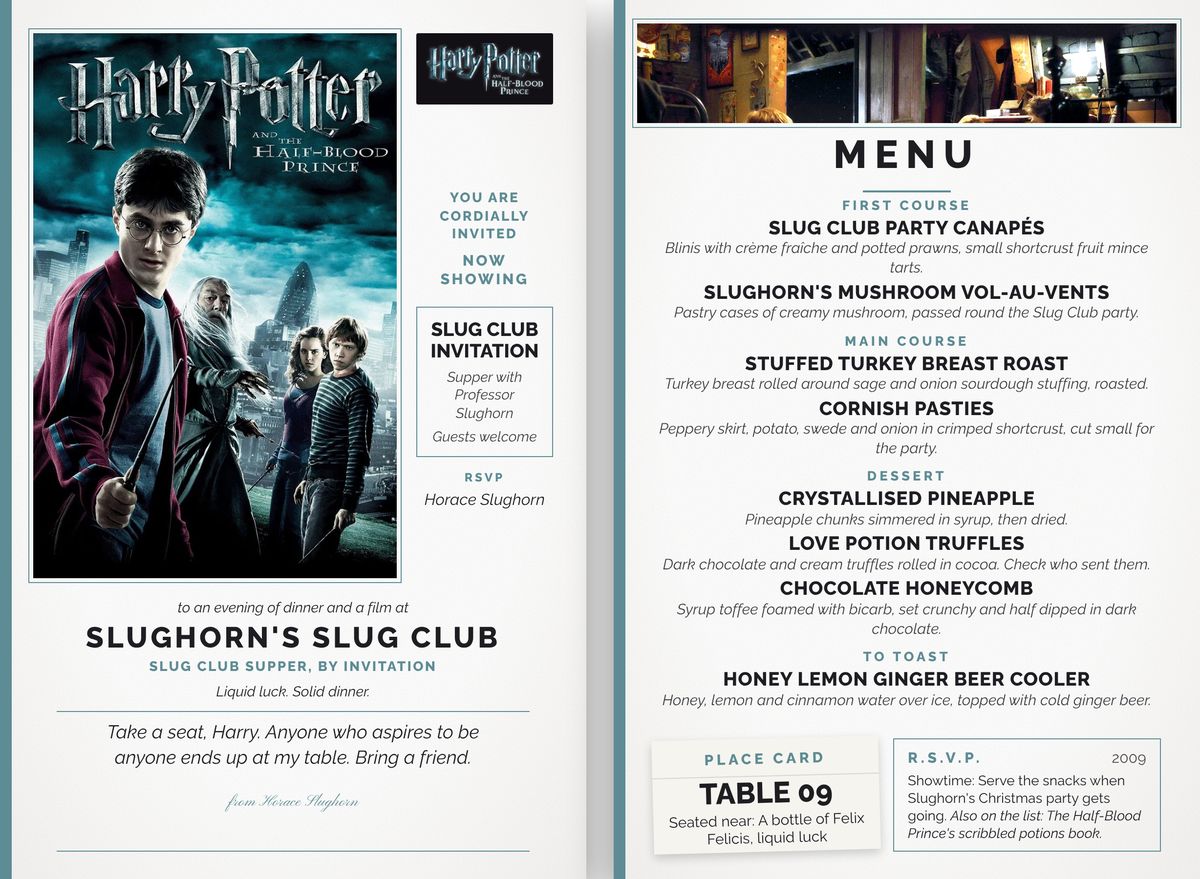 Harry Potter
AND THE
HALF-BLOOD
PRINCE
Harry Potter
AND THE
HALF-BLOOD
PRINCE
YOU ARE
CORDIALLY
INVITED
NOW
SHOWING
SLUG CLUB
INVITATION
Supper with
Professor
Slughorn
Guests welcome
RSVP
Horace Slughorn
to an evening of dinner and a film at
SLUGHORN'S SLUG CLUB
SLUG CLUB SUPPER, BY INVITATION
Liquid luck. Solid dinner.
Take a seat, Harry. Anyone who aspires to be
anyone ends up at my table. Bring a friend.
from Horace Slughorn
MENU
FIRST COURSE
SLUG CLUB PARTY CANAPÉS
Blinis with crème fraîche and potted prawns, small shortcrust fruit mince
tarts.
SLUGHORN'S MUSHROOM VOL-AU-VENTS
Pastry cases of creamy mushroom, passed round the Slug Club party.
MAIN COURSE
STUFFED TURKEY BREAST ROAST
Turkey breast rolled around sage and onion sourdough stuffing, roasted.
CORNISH PASTIES
Peppery skirt, potato, swede and onion in crimped shortcrust, cut small for
the party.
DESSERT
CRYSTALLISED PINEAPPLE
Pineapple chunks simmered in syrup, then dried.
LOVE POTION TRUFFLES
Dark chocolate and cream truffles rolled in cocoa. Check who sent them.
CHOCOLATE HONEYCOMB
Syrup toffee foamed with bicarb, set crunchy and half dipped in dark
chocolate.
TO TOAST
HONEY LEMON GINGER BEER COOLER
Honey, lemon and cinnamon water over ice, topped with cold ginger beer.
PLACE CARD
TABLE 09
Seated near: A bottle of Felix
Felicis, liquid luck
R.S.V.P. 2009
Showtime: Serve the snacks when
Slughorn's Christmas party gets
going. Also on the list: The Half-Blood
Prince's scribbled potions book.